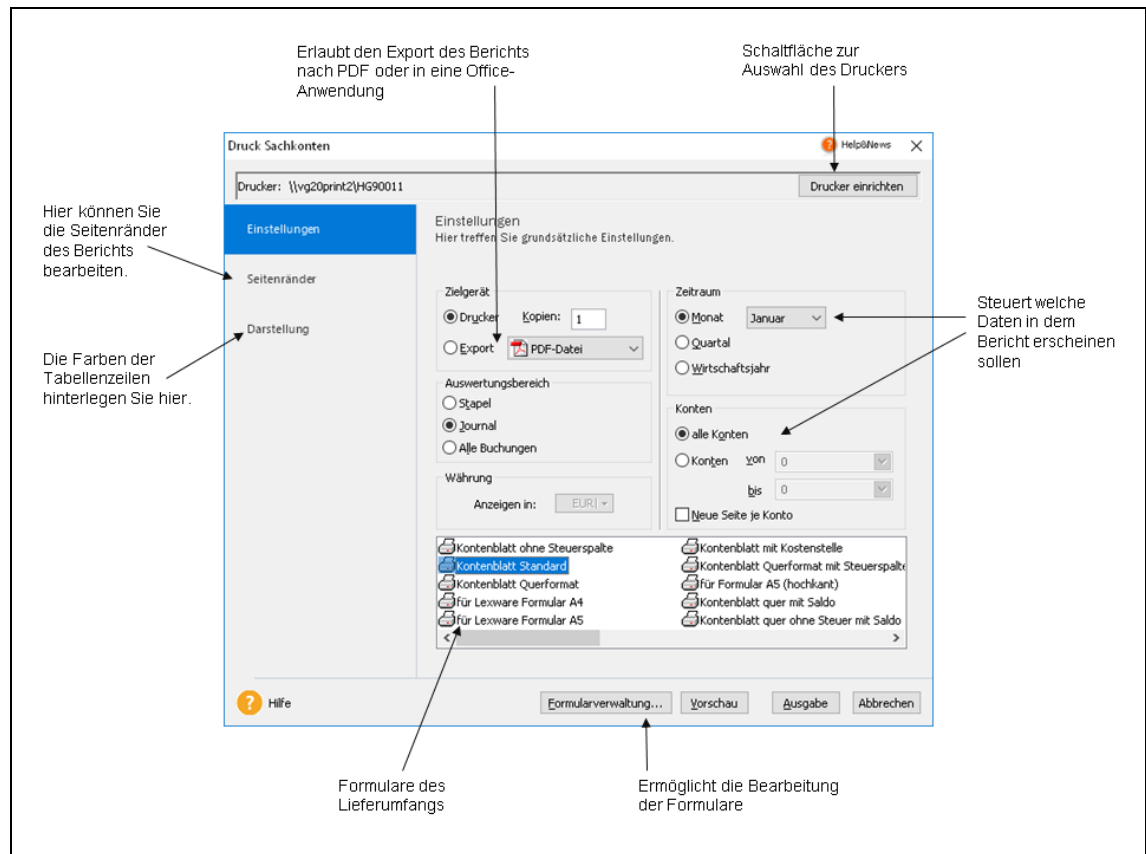 Erlaubt den Export des Berichts
nach PDF oder in eine Office-
Anwendung
Schaltfläche zur
Auswahl des Druckers
Druck Sachkonten
? Help&News
Drucker: \\vg20print2\HG90011
Drucker einrichten
Hier können Sie
die Seitenränder
des Berichts
bearbeiten.
Die Farben der
Tabellenzeilen
hinterlegen Sie hier.
Einstellungen
Seitenränder
Darstellung
Einstellungen
Hier treffen Sie grundsätzliche Einstellungen.
Zielgerät
Drucker Kopien: 1
Export PDF-Datei
Auswertungsbereich
Stapel
Journal
Alle Buchungen
Währung
Anzeigen in: EUR
Zeitraum
Monat Januar
Quartal
Wirtschaftsjahr
Konten
alle Konten
Konten von 0
bis 0
Neue Seite je Konto
Steuert welche
Daten in dem
Bericht erscheinen
sollen
Kontenblatt ohne Steuerspalte
Kontenblatt Standard
Kontenblatt Querformat
für Lexware Formular A4
für Lexware Formular A5
Kontenblatt mit Kostenstelle
Kontenblatt Querformat mit Steuerspalte
für Formular A5 (hochkant)
Kontenblatt quer mit Saldo
Kontenblatt quer ohne Steuer mit Saldo
? Hilfe
Formularverwaltung...
Vorschau
Ausgabe
Abbrechen
Formulare des
Lieferumfangs
Ermöglicht die Bearbeitung
der Formulare